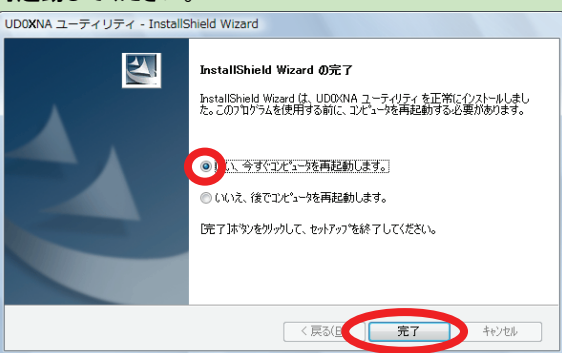 UD0XNA ユーティリティ - InstallShield Wizard
InstallShield Wizard の完了
InstallShield Wizard は、UD0XNA ユーティリティ を正常にインストールしまし
た。このプログラムを使用する前に、コンピュータを再起動する必要があります。
い、今すぐコンピュータを再起動します。
いいえ、後でコンピュータを再起動します。
[完了]ボタンをクリックして、セットアップを終了してください。
< 戻る(B 完了 キャンセル